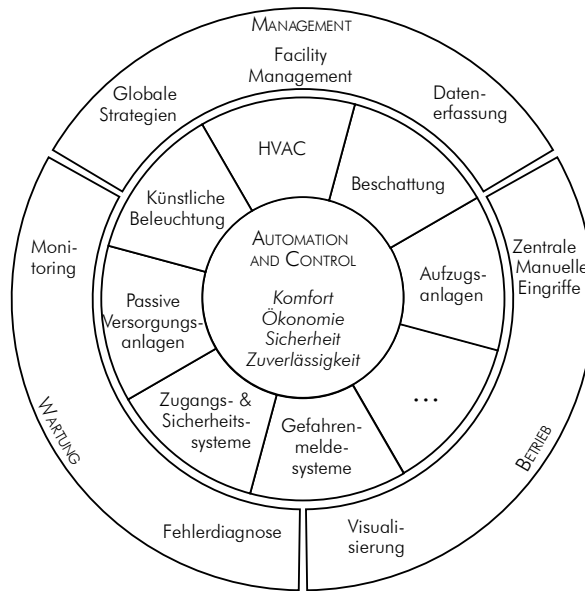 MANAGEMENT
Facility
Management
Globale
Strategien
Daten-
erfassung
HVAC
Beschattung
Künstliche
Beleuchtung
AUTOMATION
AND CONTROL
Komfort
Ökonomie
Sicherheit
Zuverlässigkeit
Moni-
toring
Zentrale
Manuelle
Eingriffe
Aufzugs-
anlagen
Passive
Versorgungs-
anlagen
Zugangs- &
Sicherheits-
systeme
Gefahren-
melde-
systeme
...
WARTUNG
BETRIEB
Fehlerdiagnose
Visuali-
sierung